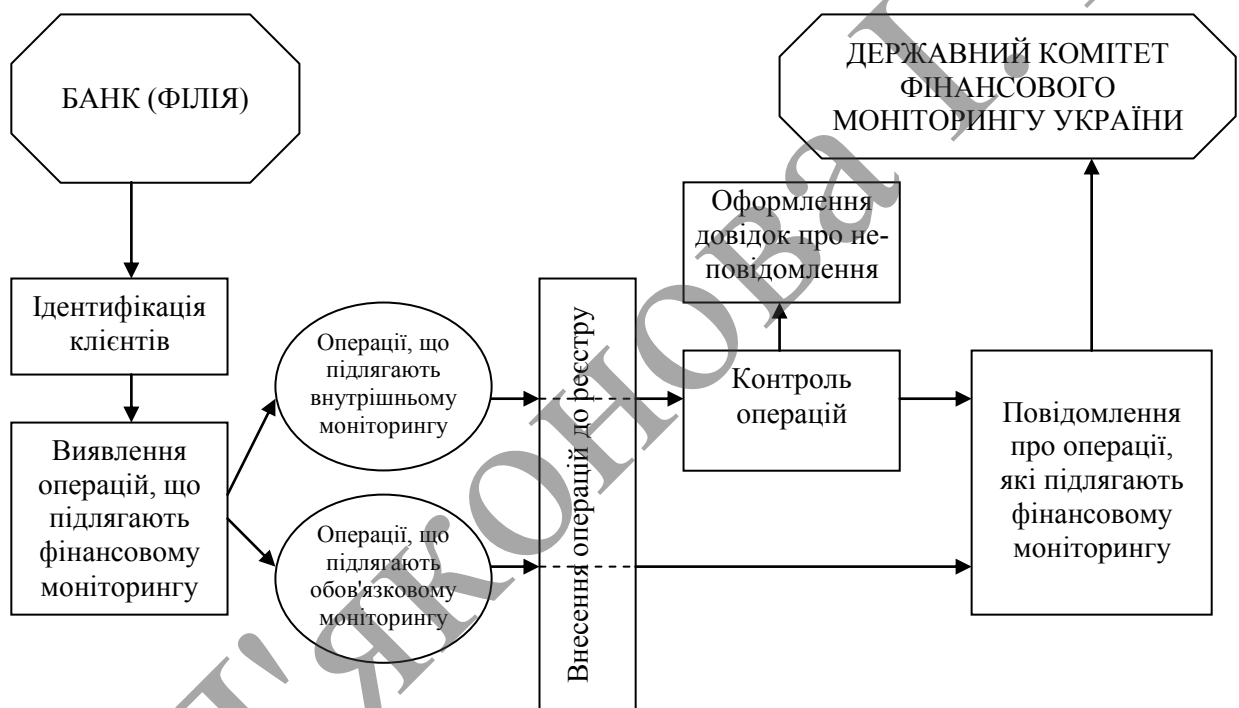 БАНК (ФІЛІЯ)
ДЕРЖАВНИЙ КОМІТЕТ
ФІНАНСОВОГО
МОНІТОРИНГУ УКРАЇНИ
Ідентифікація
клієнтів
Виявлення
операцій, що
підлягають
фінансовому
моніторингу
Операції, що
підлягають
внутрішньому
моніторингу
Операції, що
підлягають
обов'язковому
моніторингу
Внесення операцій до реєстру
Оформлення
довідок про не-
повідомлення
Контроль
операцій
Повідомлення
про операції,
які підлягають
фінансовому
моніторингу
Д'яконова І.